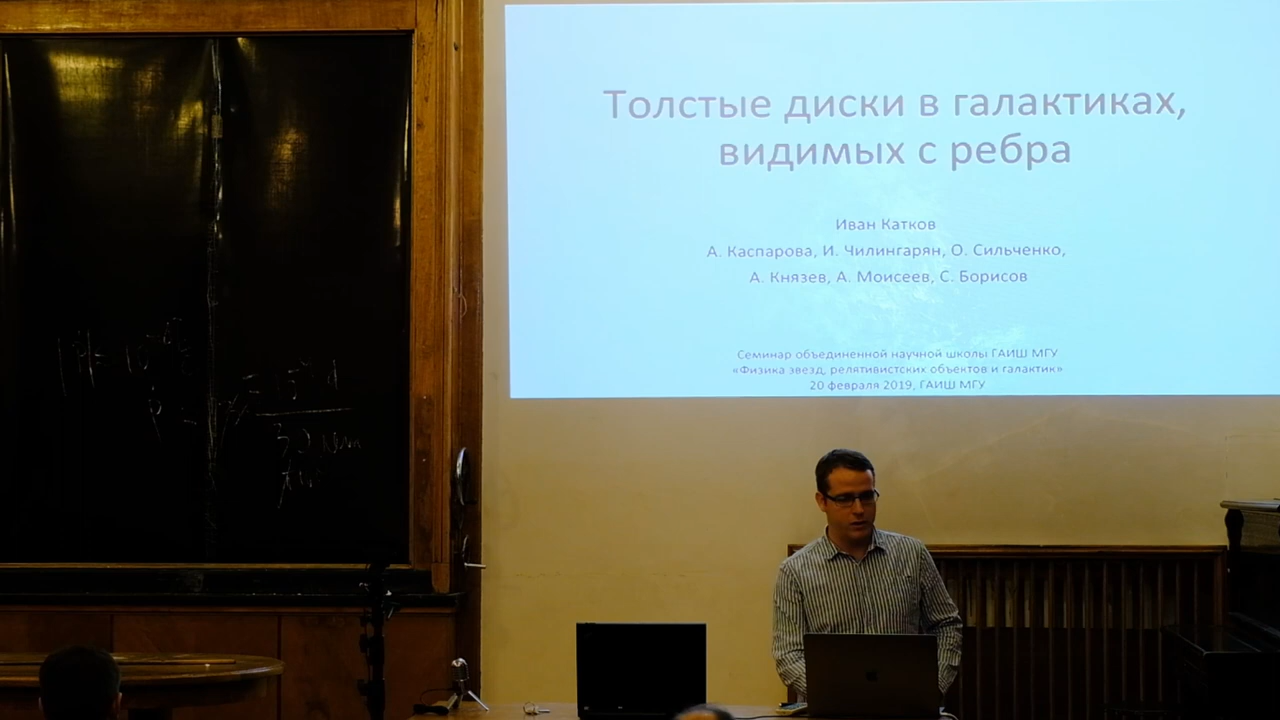 Толстые диски в галактиках,
видимых с ребра
Иван Катков
А. Каспарова, И. Чилингарян, О. Сильченко,
А. Князев, А. Моисеев, С. Борисов
Семинар объединенной научной школы ГАИШ МГУ
«Физика звезд, релятивистских объектов и галактик»
20 февраля 2019, ГАИШ МГУ